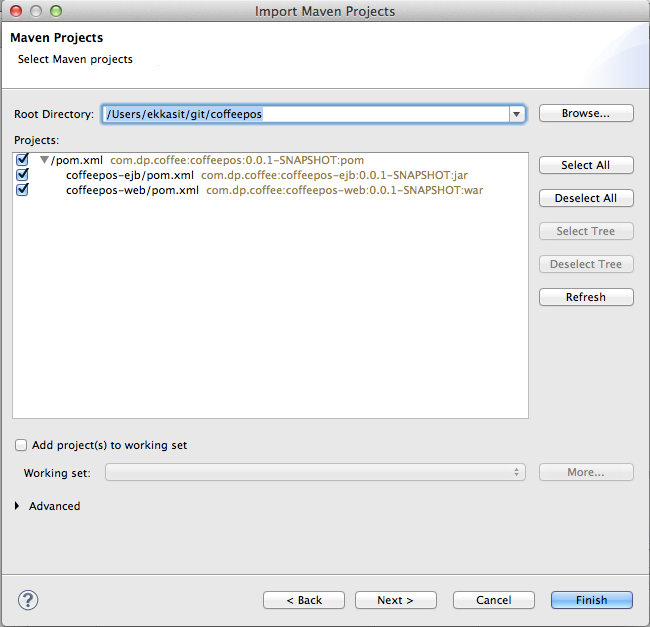 Import Maven Projects
Maven Projects
Select Maven projects
Root Directory: /Users/ekkasit/git/coffeepos Browse...
Projects:
/pom.xml com.dp.coffee:coffeepos:0.0.1-SNAPSHOT:pom Select All
coffeepos-ejb/pom.xml com.dp.coffee:coffeepos-ejb:0.0.1-SNAPSHOT:jar
coffeepos-web/pom.xml com.dp.coffee:coffeepos-web:0.0.1-SNAPSHOT:war
Deselect All
Select Tree
Deselect Tree
Refresh
Add project(s) to working set
Working set: More...
Advanced
? < Back Next > Cancel Finish